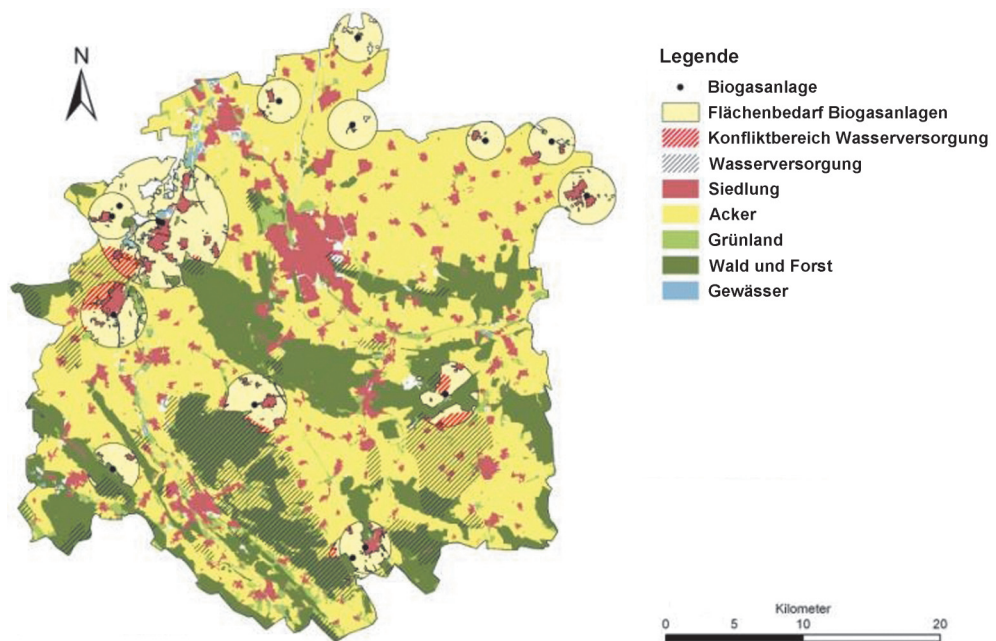 N
Legende
Biogasanlage
Flächenbedarf Biogasanlagen
Konfliktbereich Wasserversorgung
Wasserversorgung
Siedlung
Acker
Grünland
Wald und Forst
Gewässer
Kilometer
0 5 10 20